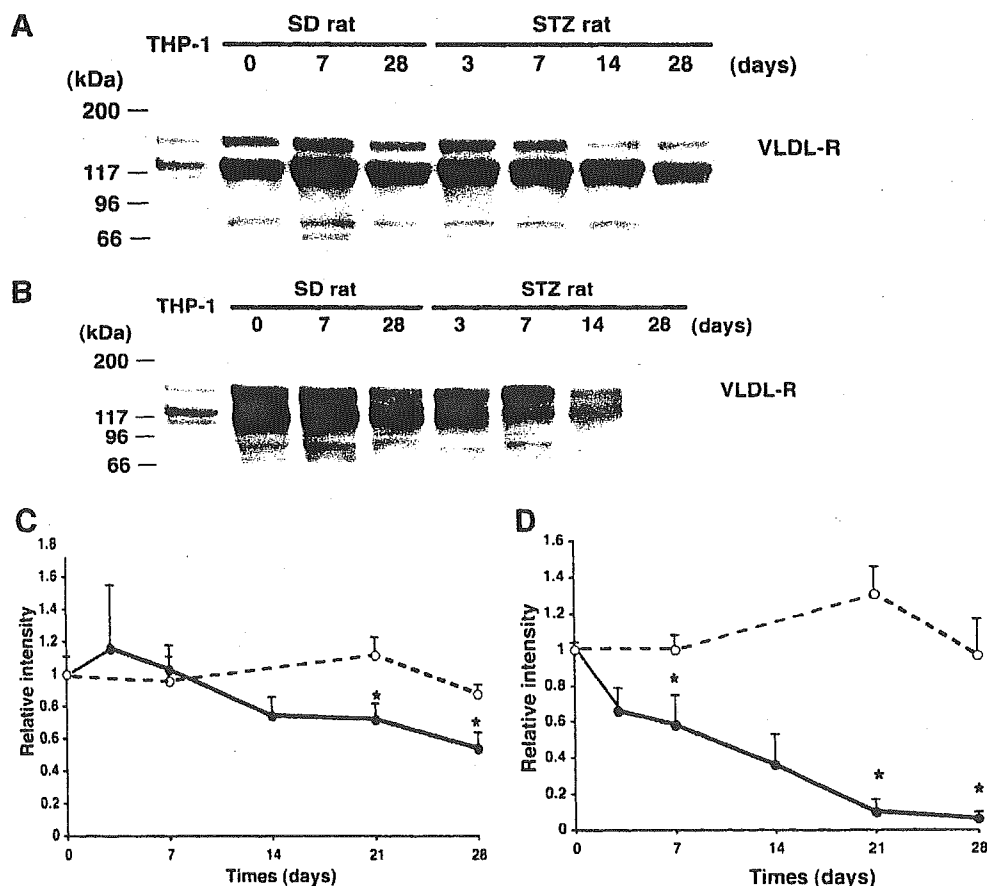 A
SD rat
STZ rat
THP-1
0 7 28 3 7 14 28 (days)
(kDa)
200
VLDL-R
117
96
66
B
SD rat
STZ rat
THP-1
0 7 28 3 7 14 28 (days)
(kDa)
200
VLDL-R
117
96
66
C
Relative intensity
1.8
1.6
1.4
1.2
1
0.8
0.6
0.4
0.2
0
* *
0 7 14 21 28
Times (days)
D
Relative intensity
1.6
1.4
1.2
1
0.8
0.6
0.4
0.2
0
* * *
0 7 14 21 28
Times (days)